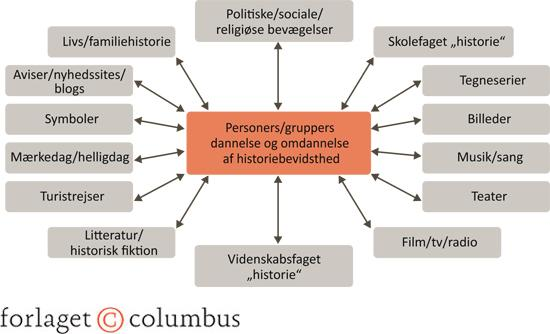 Politiske/sociale/
religiøse bevægelser
Livs/familiehistorie
Skolefaget „historie“
Aviser/nyhedssites/
blogs
Tegneserier
Symboler
Personers/gruppers
dannelse og omdannelse
af historiebevidsthed
Billeder
Mærkedag/helligdag
Musik/sang
Turistrejser
Teater
Litteratur/
historisk fiktion
Videnskabsfaget
„historie“
Film/tv/radio
forlaget © columbus